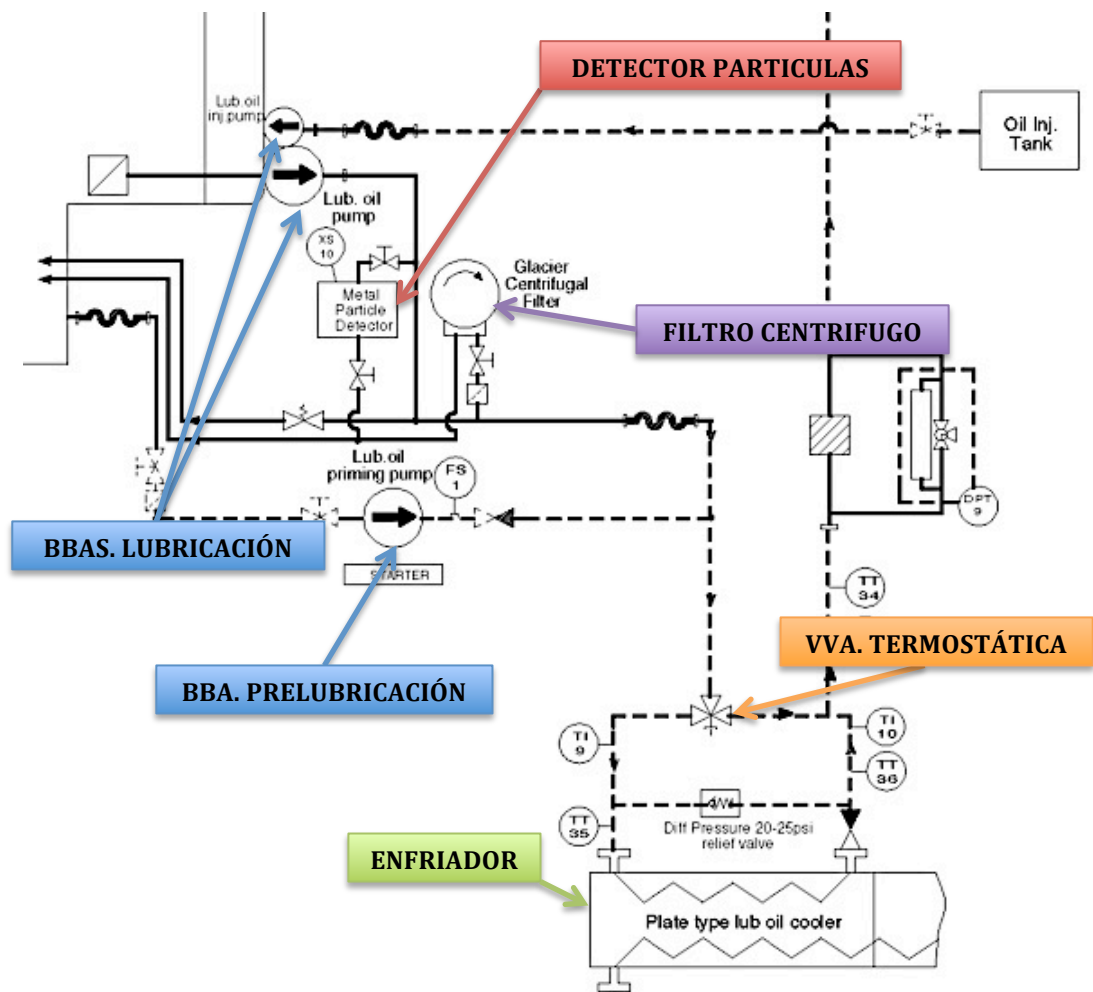 DETECTOR PARTICULAS
Lub. oil
inj.pump
Oil Inj.
Tank
Lub. oil
pump
XS
10
Metal
Particle
Detector
Glacier
Centrifugal
Filter
FILTRO CENTRIFUGO
Lub.oil
priming pump
FS
1
DPT
9
BBAS. LUBRICACIÓN
STARTER
TT
34
VVA. TERMOSTÁTICA
BBA. PRELUBRICACIÓN
TI
9
TI
10
TT
36
TT
35
Diff Pressure 20-25psi
relief valve
ENFRIADOR
Plate type lub oil cooler